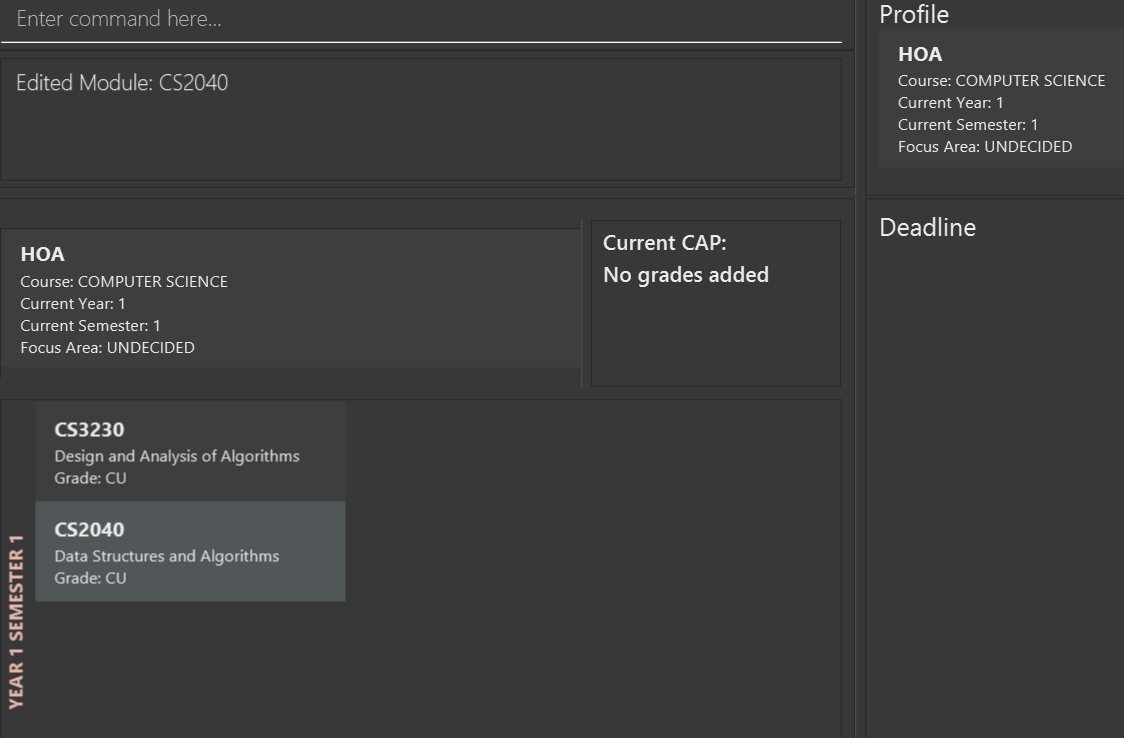 Enter command here...
Edited Module: CS2040
HOA
Course: COMPUTER SCIENCE
Current Year: 1
Current Semester: 1
Focus Area: UNDECIDED
Current CAP:
No grades added
YEAR 1 SEMESTER 1
CS3230
Design and Analysis of Algorithms
Grade: CU
CS2040
Data Structures and Algorithms
Grade: CU
Profile
HOA
Course: COMPUTER SCIENCE
Current Year: 1
Current Semester: 1
Focus Area: UNDECIDED
Deadline